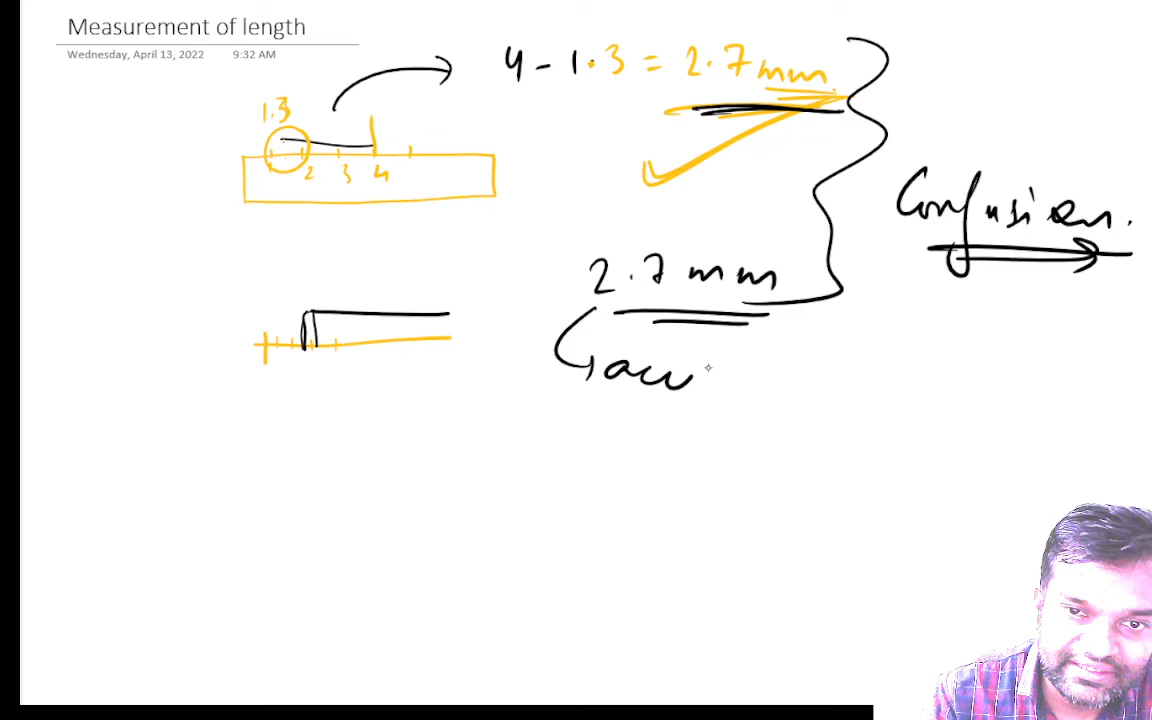 Measurement of length
Wednesday, April 13, 2022 9:32 AM
4 - 1.3 = 2.7 mm
1.3
2 3 4
Confusion.
2.7 mm